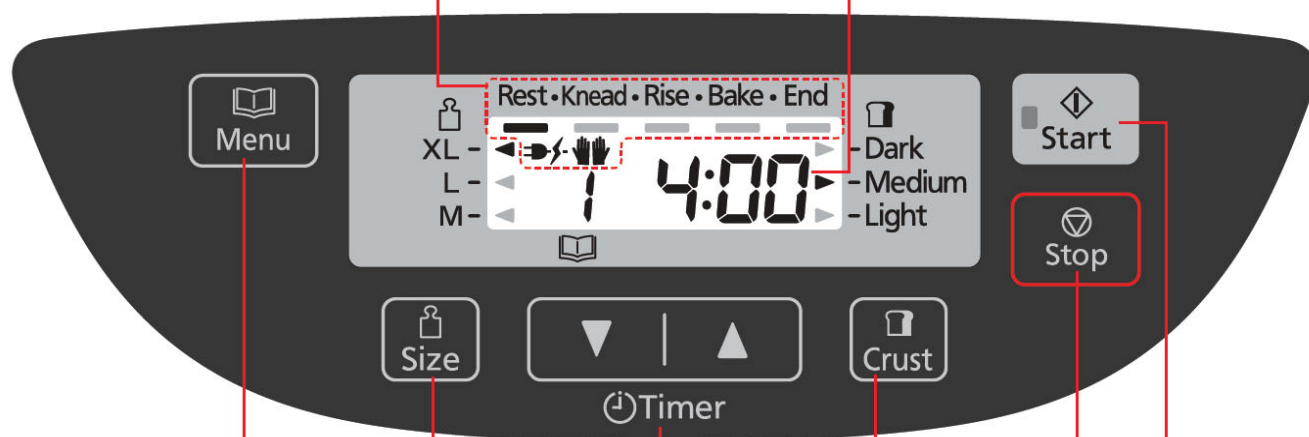 Menu
Rest • Knead • Rise • Bake • End
XL -
L -
M -
1 4:00
- Dark
- Medium
- Light
Start
Stop
Size
Timer
Crust